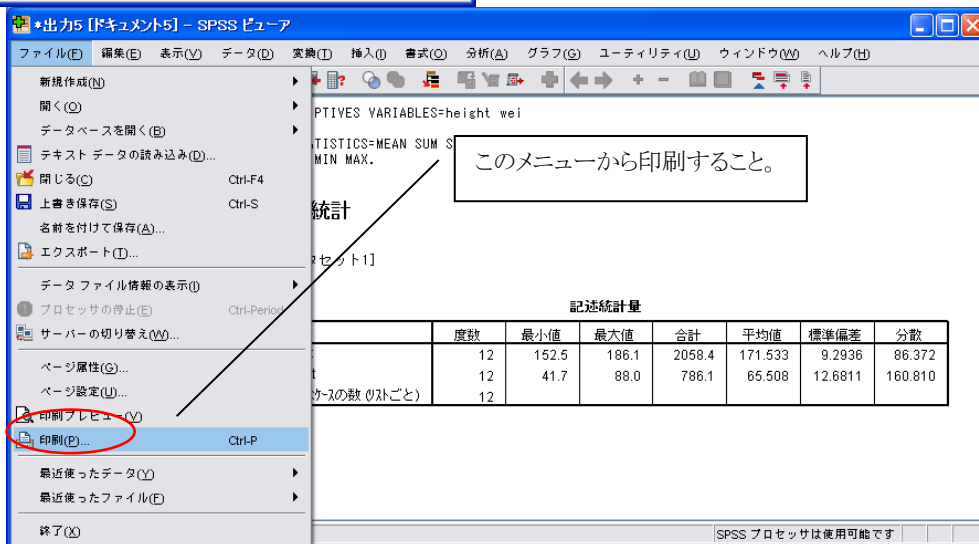 *出力5 [ドキュメント5] - SPSS ビューア
ファイル(F) 編集(E) 表示(V) データ(D) 変換(T) 挿入(I) 書式(O) 分析(A) グラフ(G) ユーティリティ(U) ウィンドウ(W) ヘルプ(H)
新規作成(N)
開く(O)
データベースを開く(B)
テキスト データの読み込み(D)...
閉じる(C) Ctrl-F4
上書き保存(S) Ctrl-S
名前を付けて保存(A)...
エクスポート(T)...
データ ファイル情報の表示(I)
プロセッサの停止(E) Ctrl-Period
サーバーの切り替え(W)...
ページ属性(G)...
ページ設定(U)...
印刷プレビュー(V)
印刷(P)... Ctrl-P
最近使ったデータ(Y)
最近使ったファイル(F)
終了(X)
PTIVES VARIABLES=height wei
TISTICS=MEAN SUM S
MIN MAX.
このメニューから印刷すること。
統計
タセット1]
記述統計量
度数 最小値 最大値 合計 平均値 標準偏差 分散
12 152.5 186.1 2058.4 171.533 9.2936 86.372
t 12 41.7 88.0 786.1 65.508 12.6811 160.810
ケースの数 (リストごと) 12
SPSS プロセッサは使用可能です